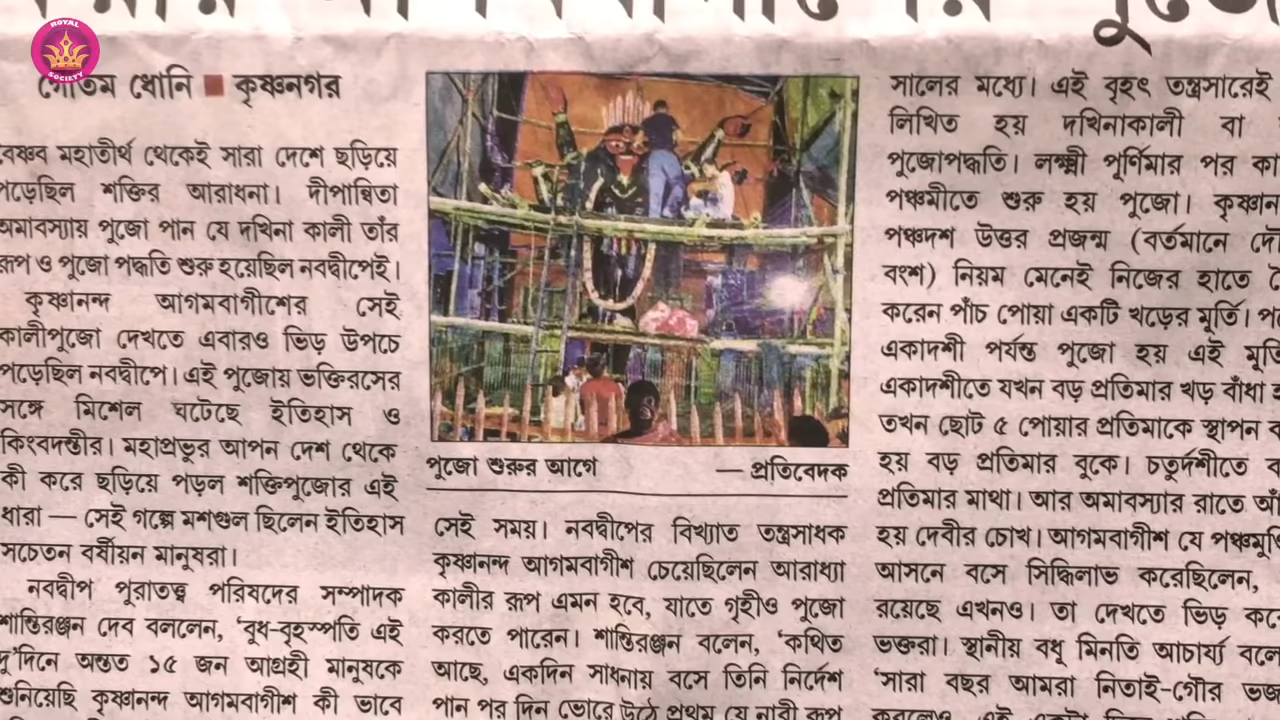 ROYAL
SOCIETY
গৌতম ধোনি ■ কৃষ্ণনগর
বৈষ্ণব মহাতীর্থ থেকেই সারা দেশে ছড়িয়ে
পড়েছিল শক্তির আরাধনা। দীপান্বিতা
অমাবস্যায় পুজো পান যে দখিনা কালী তাঁর
রূপ ও পুজো পদ্ধতি শুরু হয়েছিল নবদ্বীপেই।
কৃষ্ণানন্দ আগমবাগীশের সেই
কালীপুজো দেখতে এবারও ভিড় উপচে
পড়েছিল নবদ্বীপে। এই পুজোয় ভক্তিরসের
সঙ্গে মিশেল ঘটেছে ইতিহাস ও
কিংবদন্তীর। মহাপ্রভুর আপন দেশ থেকে
কী করে ছড়িয়ে পড়ল শক্তিপুজোর এই
ধারা — সেই গল্পে মশগুল ছিলেন ইতিহাস
সচেতন বর্ষীয়ন মানুষরা।
নবদ্বীপ পুরাতত্ত্ব পরিষদের সম্পাদক
শান্তিরঞ্জন দেব বললেন, 'বুধ-বৃহস্পতি এই
দু'দিনে অন্তত ১৫ জন আগ্রহী মানুষকে
শুনিয়েছি কৃষ্ণানন্দ আগমবাগীশ কী ভাবে
পুজো শুরুর আগে — প্রতিবেদক
সেই সময়। নবদ্বীপের বিখ্যাত তন্ত্রসাধক
কৃষ্ণানন্দ আগমবাগীশ চেয়েছিলেন আরাধ্যা
কালীর রূপ এমন হবে, যাতে গৃহীও পুজো
করতে পারেন। শান্তিরঞ্জন বলেন, 'কথিত
আছে, একদিন সাধনায় বসে তিনি নির্দেশ
পান পর দিন ভোরে উঠে প্রথম যে নারী রূপ
সালের মধ্যে। এই বৃহৎ তন্ত্রসারেই
লিখিত হয় দখিনাকালী বা
পুজোপদ্ধতি। লক্ষ্মী পূর্ণিমার পর
পঞ্চমীতে শুরু হয় পুজো।
পঞ্চদশ উত্তর প্রজন্ম (বর্তমানে
বংশ) নিয়ম মেনেই নিজের হাতে
করেন পাঁচ পোয়া একটি খড়ের মূর্তি।
একাদশী পর্যন্ত পুজো হয় এই
একাদশীতে যখন বড় প্রতিমার খড় বাঁধা
তখন ছোট ৫ পোয়ার প্রতিমাকে স্থাপন
হয় বড় প্রতিমার বুকে। চতুর্দশীতে
প্রতিমার মাথা। আর অমাবস্যার রাতে
হয় দেবীর চোখ। আগমবাগীশ যে
আসনে বসে সিদ্ধিলাভ করেছিলেন,
রয়েছে এখনও। তা দেখতে ভিড়
ভক্তরা। স্থানীয় বধূ মিনতি আচার্য্য
'সারা বছর আমরা নিতাই-গৌর